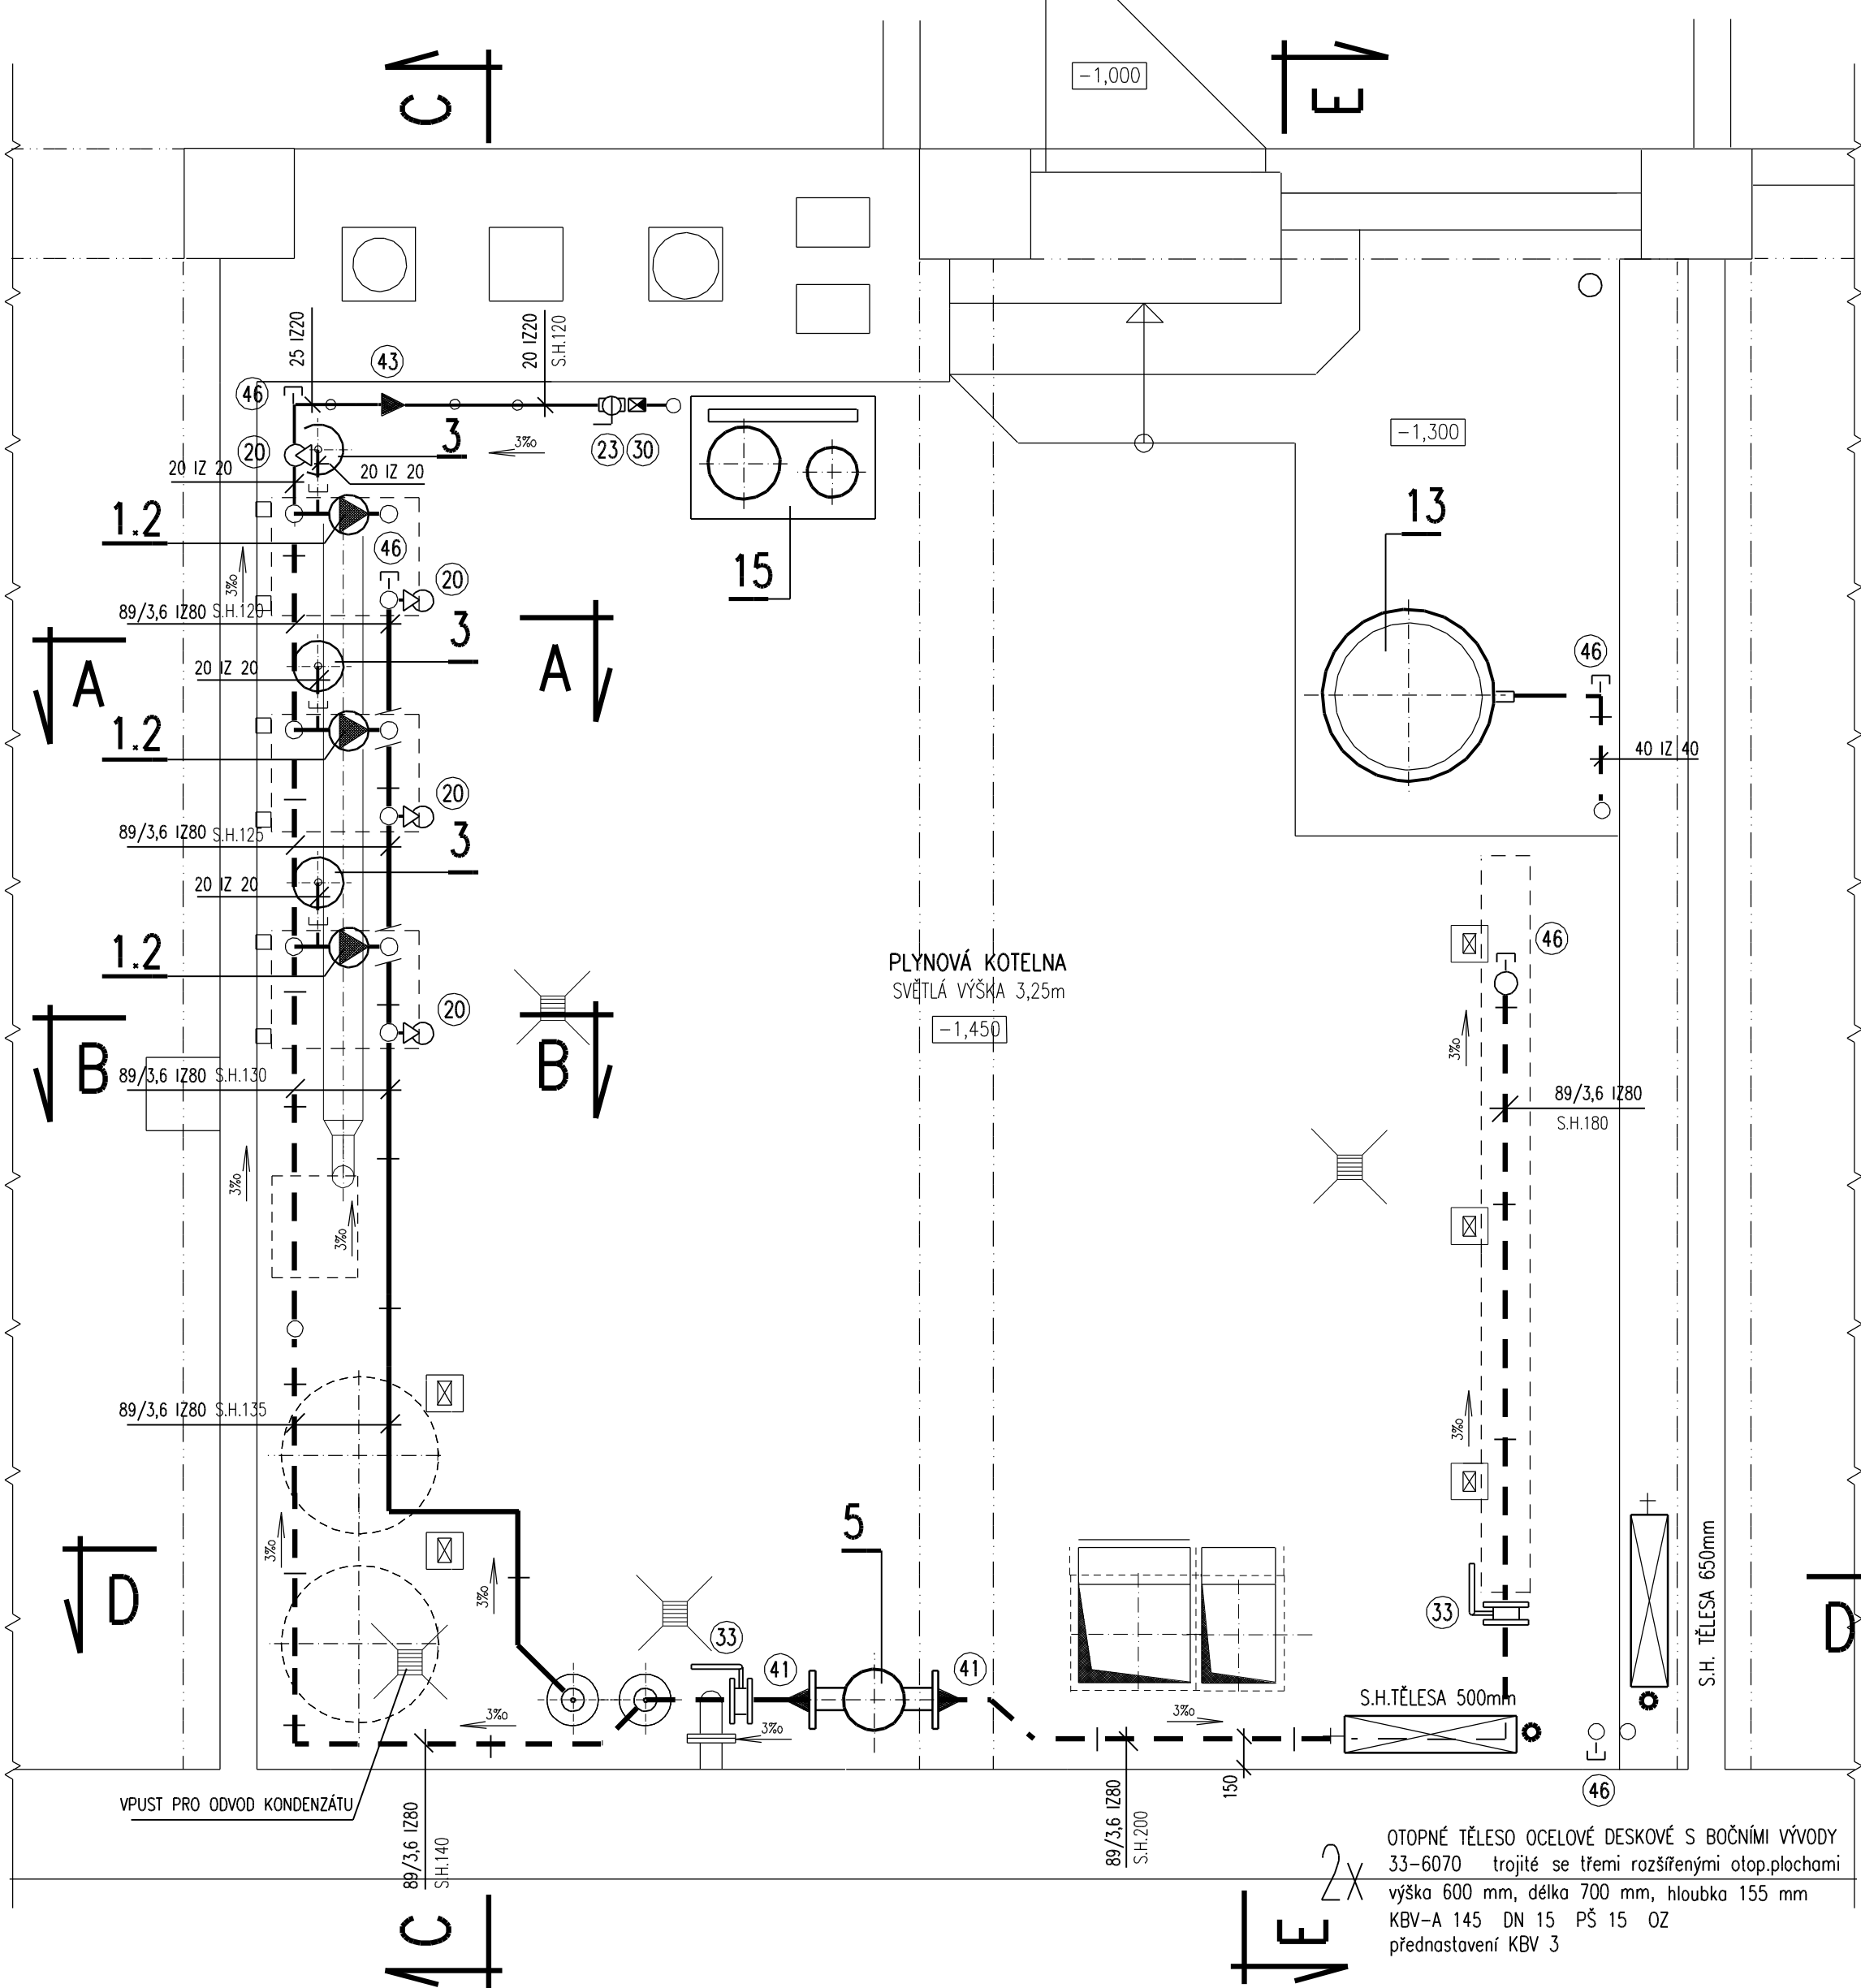 C
E
-1,000
25 IZ20
43
20 IZ20
S.H.120
46
20
3
3‰
23
30
20 IZ 20
20 IZ 20
-1,300
1.2
13
46
15
20
3‰
89/3,6 IZ80 S.H.120
3
A
A
20 IZ 20
46
1.2
40 IZ 40
20
89/3,6 IZ80 S.H.125
3
20 IZ 20
1.2
46
PLYNOVÁ KOTELNA
SVĚTLÁ VÝŠKA 3,25m
-1,450
20
3‰
B
B
89/3,6 IZ80 S.H.130
89/3,6 IZ80
S.H.180
3‰
3‰
89/3,6 IZ80 S.H.135
3‰
5
3‰
3‰
D
33
S.H. TĚLESA 650mm
D
33
41
41
S.H.TĚLESA 500mm
3‰
3‰
3‰
150
46
VPUST PRO ODVOD KONDENZÁTU
89/3,6 IZ80
S.H.140
89/3,6 IZ80
S.H.200
2x
OTOPNÉ TĚLESO OCELOVÉ DESKOVÉ S BOČNÍMI VÝVODY
33-6070 trojité se třemi rozšířenými otop.plochami
výška 600 mm, délka 700 mm, hloubka 155 mm
KBV-A 145 DN 15 PŠ 15 OZ
přednastavení KBV 3
C
E